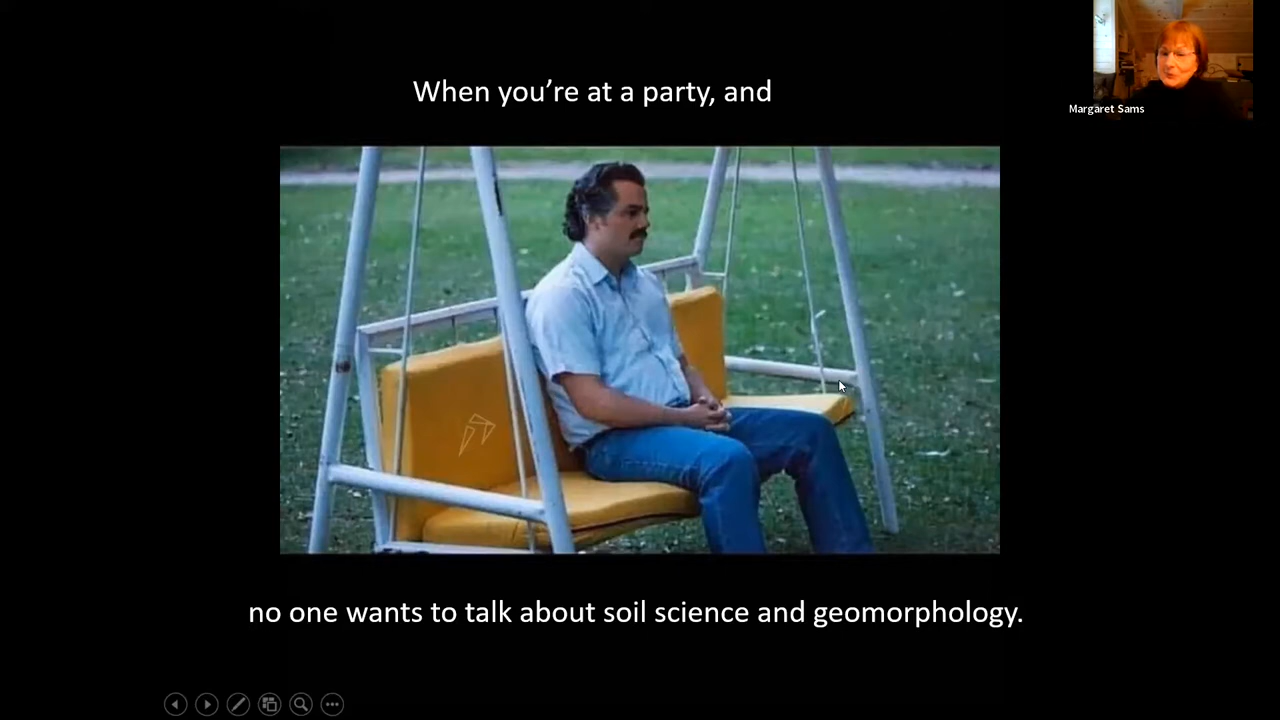 When you're at a party, and
Margaret Sams
no one wants to talk about soil science and geomorphology.